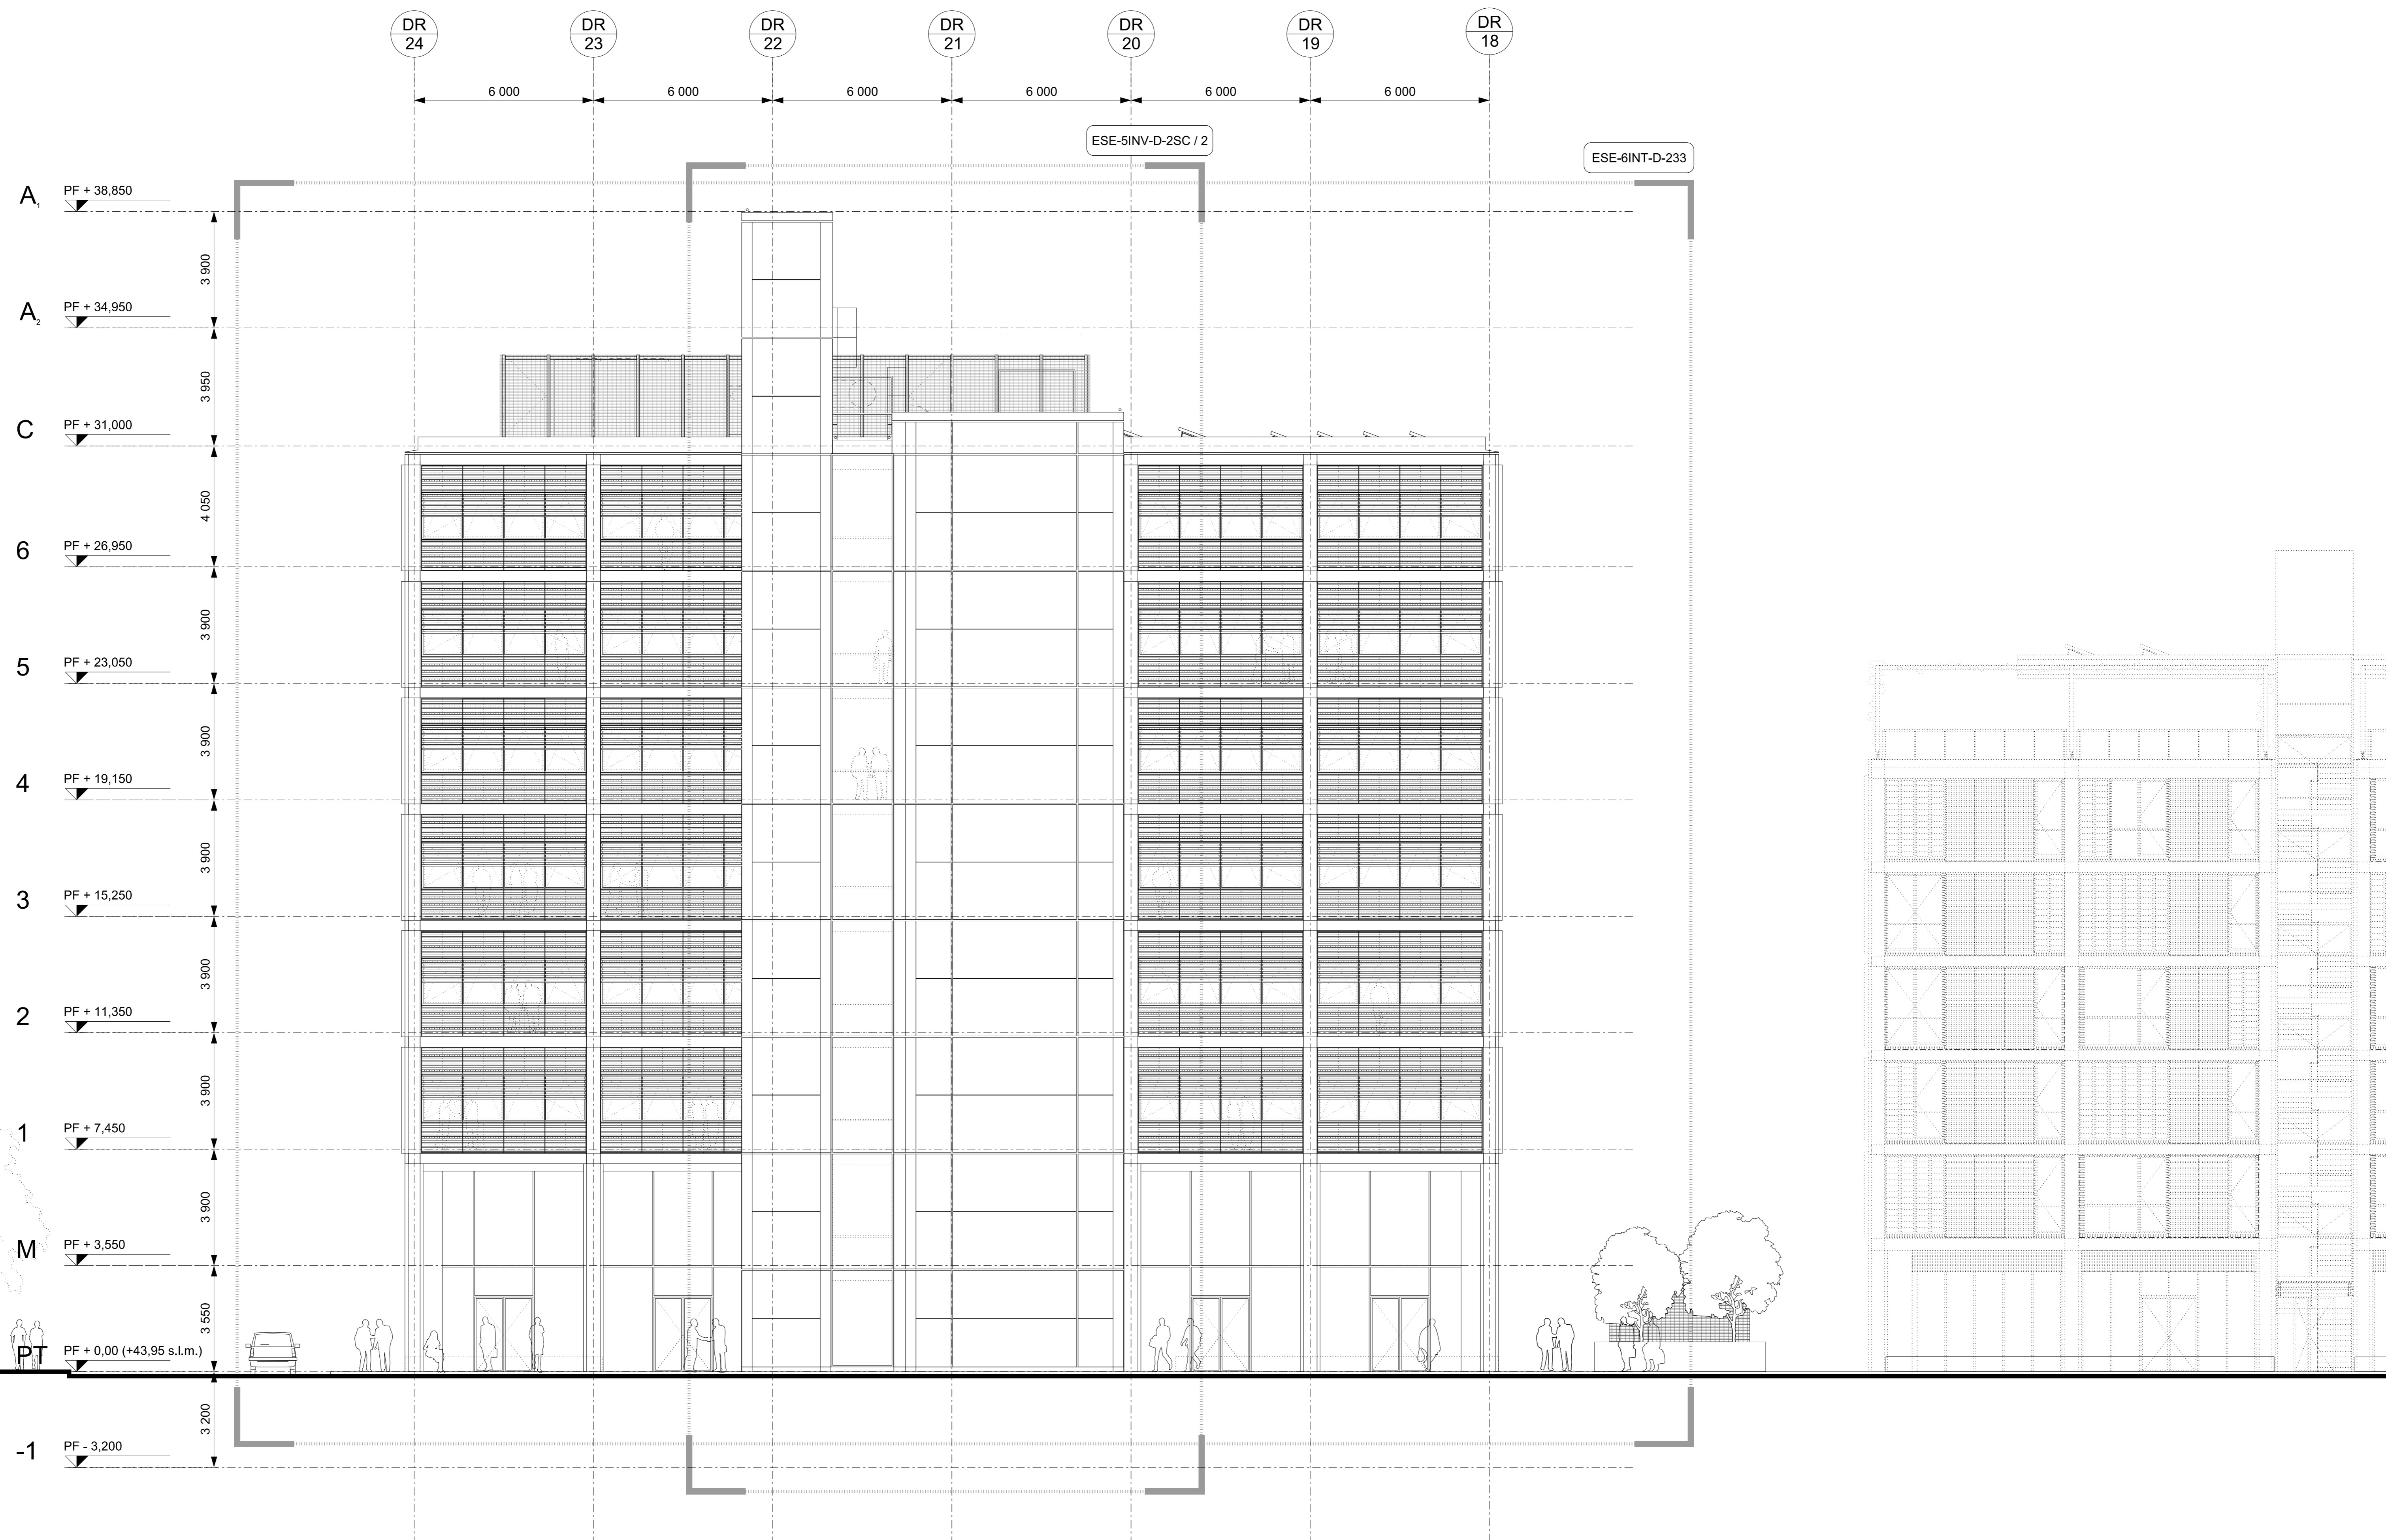 DR
24
DR
23
DR
22
DR
21
DR
20
DR
19
DR
18
6 000
6 000
6 000
6 000
6 000
6 000
ESE-5INV-D-2SC / 2
ESE-6INT-D-233
A1
PF + 38,850
3 900
A2
PF + 34,950
3 950
C
PF + 31,000
4 050
6
PF + 26,950
3 900
5
PF + 23,050
3 900
4
PF + 19,150
3 900
3
PF + 15,250
3 900
2
PF + 11,350
3 900
1
PF + 7,450
3 900
M
PF + 3,550
3 550
PT
PF + 0,00 (+43,95 s.l.m.)
3 200
-1
PF - 3,200